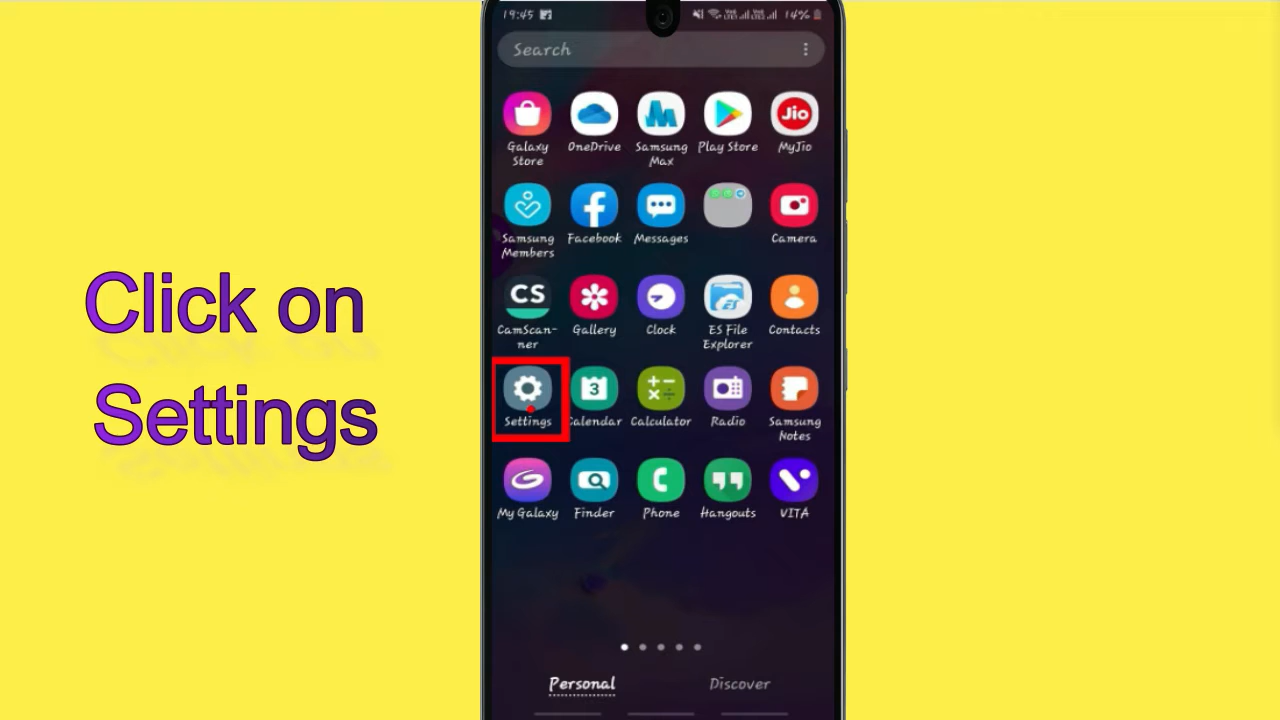 19:45
14%
Search
Galaxy Store
OneDrive
Samsung Max
Play Store
Jio
MyJio
Samsung Members
Facebook
Messages
Camera
CS
CamScan-
ner
Gallery
Clock
ES
ES File Explorer
Contacts
Settings
3
Calendar
Calculator
Radio
Samsung Notes
My Galaxy
Finder
Phone
Hangouts
VITA
Personal
Discover
Click on
Settings